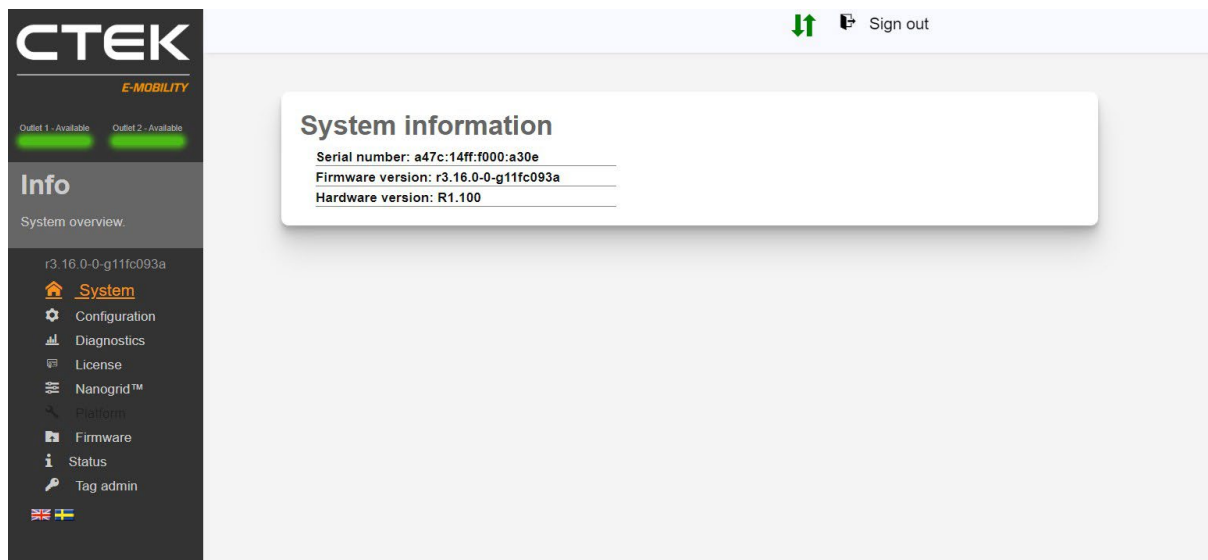 CTEK
E-MOBILITY
Outlet 1 - Available Outlet 2 - Available
Info
System overview.
r3.16.0-0-g11fc093a
System
Configuration
Diagnostics
License
Nanogrid™
Platform
Firmware
Status
Tag admin
Sign out
System information
Serial number: a47c:14ff:f000:a30e
Firmware version: r3.16.0-0-g11fc093a
Hardware version: R1.100